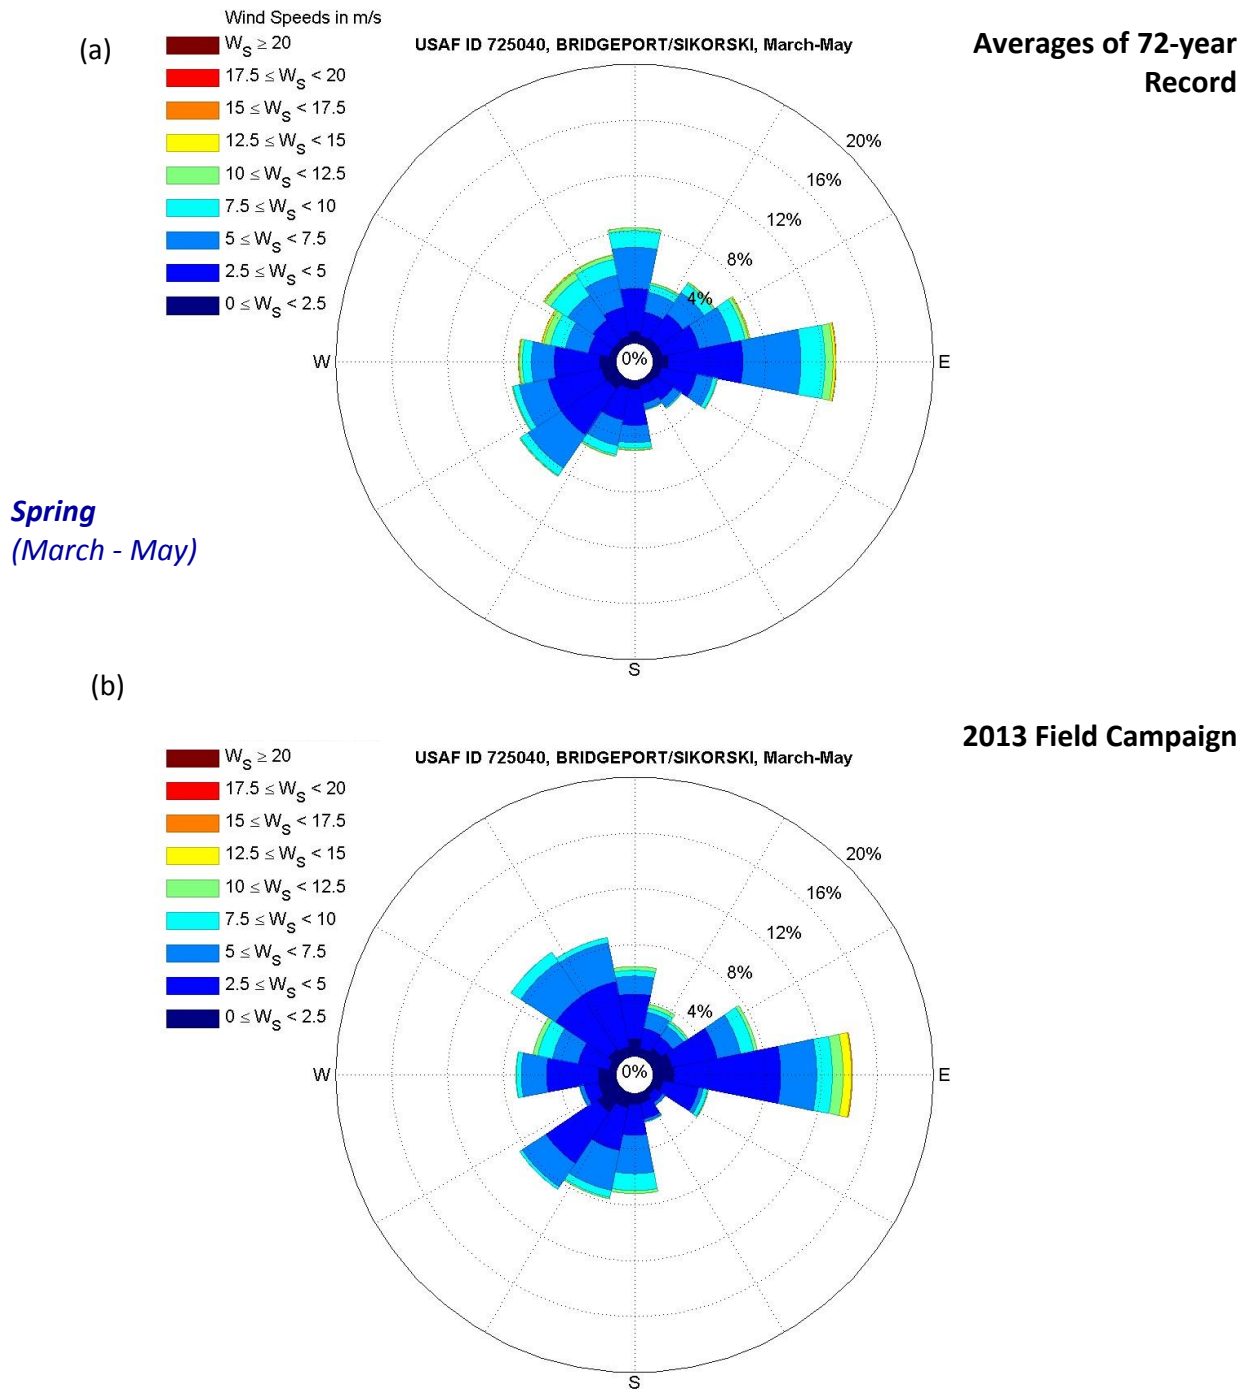 Wind Speeds in m/s
(a)
W_S ≥ 20
17.5 ≤ W_S < 20
15 ≤ W_S < 17.5
12.5 ≤ W_S < 15
10 ≤ W_S < 12.5
7.5 ≤ W_S < 10
5 ≤ W_S < 7.5
2.5 ≤ W_S < 5
0 ≤ W_S < 2.5
USAF ID 725040, BRIDGEPORT/SIKORSKI, March-May
Averages of 72-year
Record
20%
16%
12%
8%
4%
0%
W
E
S
Spring
(March - May)
(b)
W_S ≥ 20
17.5 ≤ W_S < 20
15 ≤ W_S < 17.5
12.5 ≤ W_S < 15
10 ≤ W_S < 12.5
7.5 ≤ W_S < 10
5 ≤ W_S < 7.5
2.5 ≤ W_S < 5
0 ≤ W_S < 2.5
USAF ID 725040, BRIDGEPORT/SIKORSKI, March-May
2013 Field Campaign
20%
16%
12%
8%
4%
0%
W
E
S